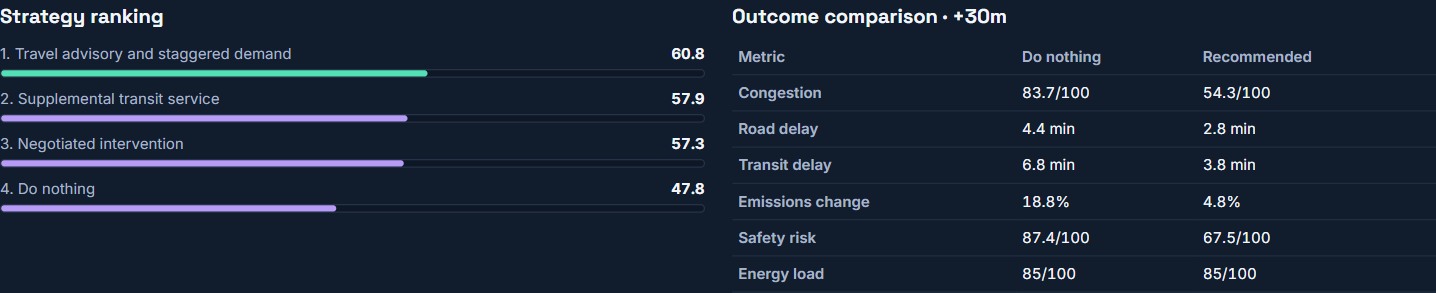 Strategy ranking
1. Travel advisory and staggered demand 60.8
2. Supplemental transit service 57.9
3. Negotiated intervention 57.3
4. Do nothing 47.8
Outcome comparison · +30m
Metric Do nothing Recommended
Congestion 83.7/100 54.3/100
Road delay 4.4 min 2.8 min
Transit delay 6.8 min 3.8 min
Emissions change 18.8% 4.8%
Safety risk 87.4/100 67.5/100
Energy load 85/100 85/100